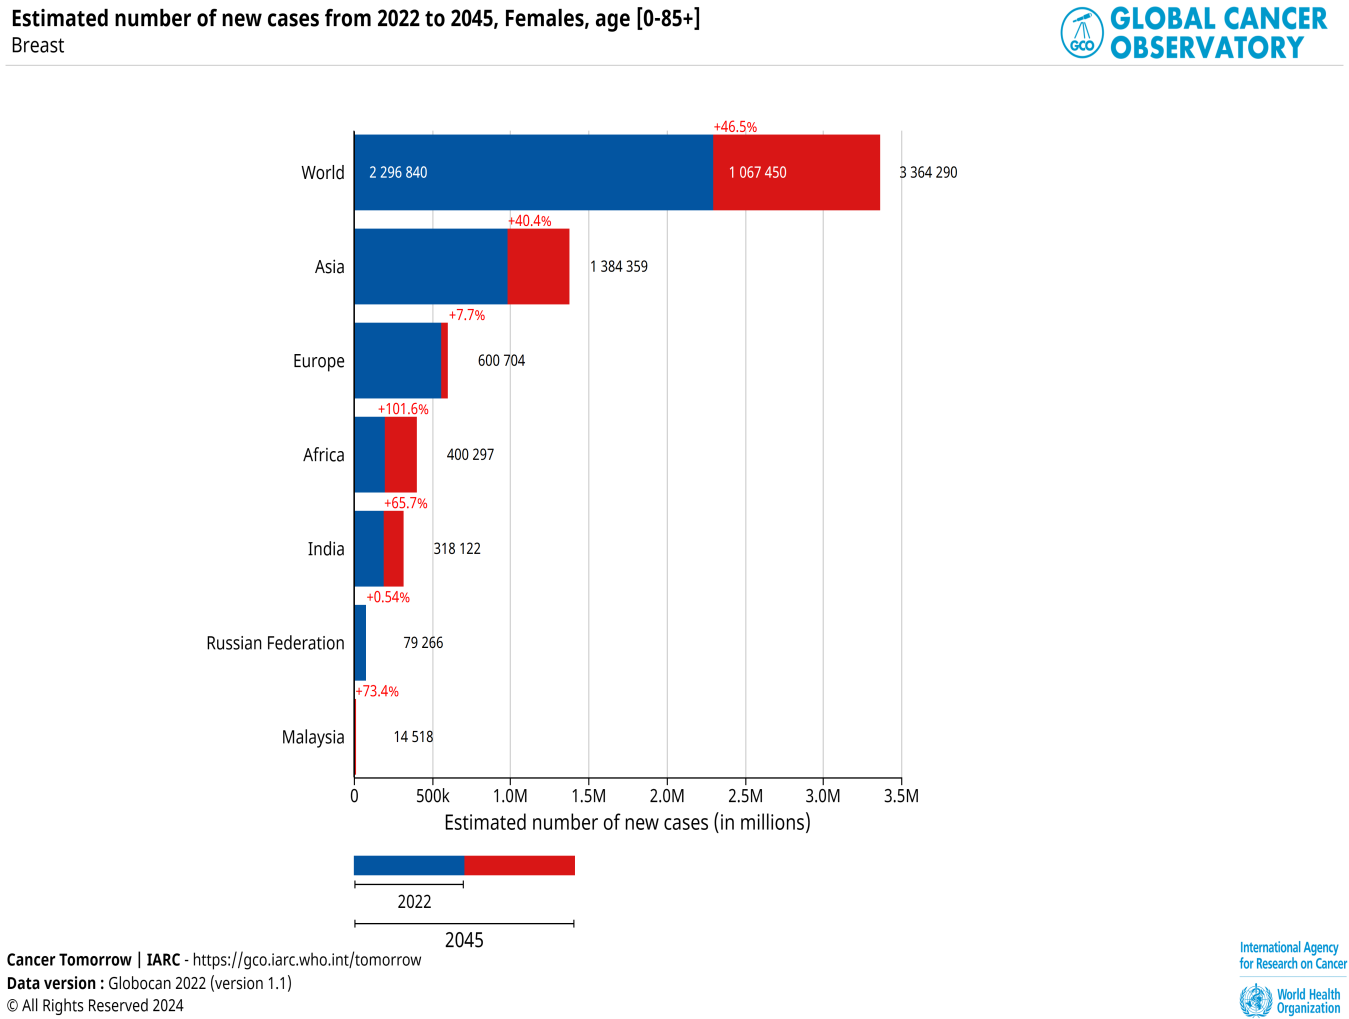 Estimated number of new cases from 2022 to 2045, Females, age [0-85+]
Breast
GCO
GLOBAL CANCER
OBSERVATORY
+46.5%
World
2 296 840
1 067 450
3 364 290
+40.4%
Asia
1 384 359
+7.7%
Europe
600 704
+101.6%
Africa
400 297
+65.7%
India
318 122
+0.54%
Russian Federation
79 266
+73.4%
Malaysia
14 518
0 500k 1.0M 1.5M 2.0M 2.5M 3.0M 3.5M
Estimated number of new cases (in millions)
2022
2045
Cancer Tomorrow | IARC - https://gco.iarc.who.int/tomorrow
Data version : Globocan 2022 (version 1.1)
© All Rights Reserved 2024
International Agency
for Research on Cancer
World Health
Organization